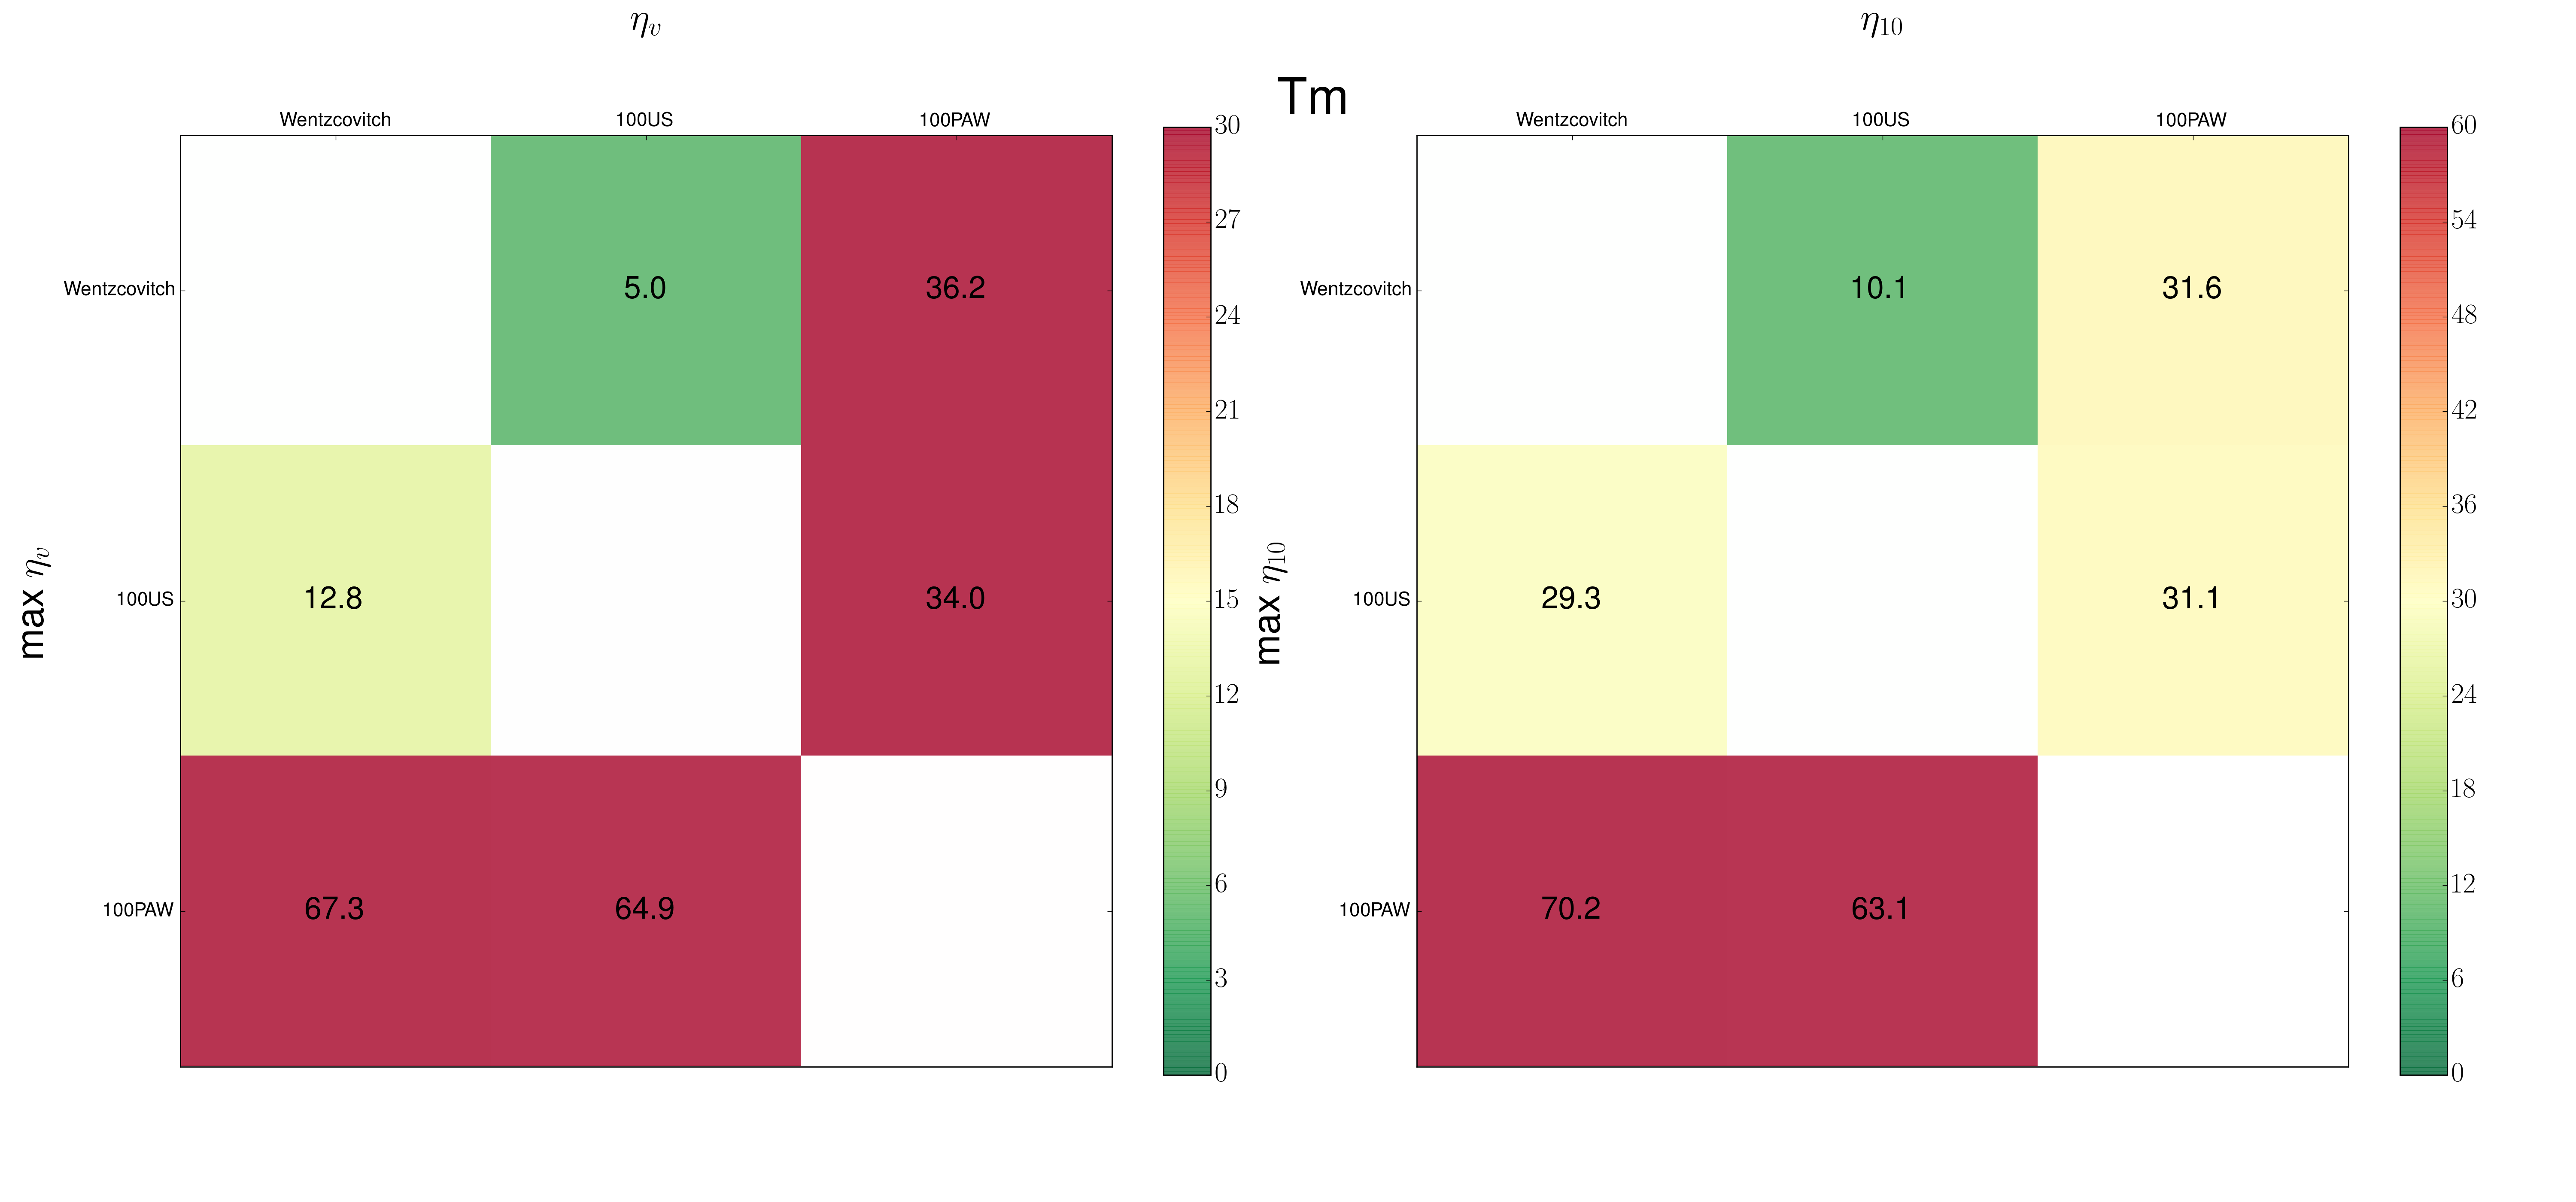 η_v
η_10
Tm
Wentzcovitch 100US 100PAW
Wentzcovitch 5.0 36.2
100US 12.8 34.0
100PAW 67.3 64.9
max η_v
30
27
24
21
18
15
12
9
6
3
0
Wentzcovitch 100US 100PAW
Wentzcovitch 10.1 31.6
100US 29.3 31.1
100PAW 70.2 63.1
max η_10
60
54
48
42
36
30
24
18
12
6
0